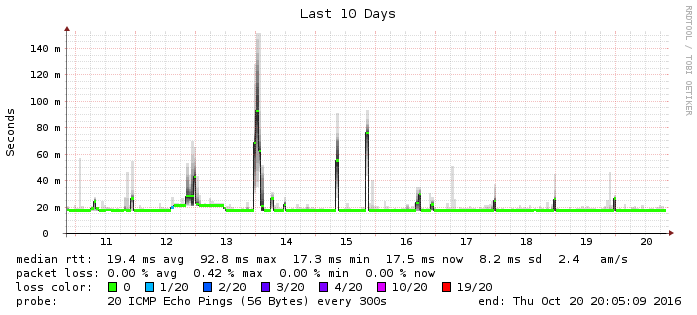 Last 10 Days
RRDTOOL / TOBI OETIKER
Seconds
140 m
120 m
100 m
80 m
60 m
40 m
20 m
0
11 12 13 14 15 16 17 18 19 20
median rtt: 19.4 ms avg 92.8 ms max 17.3 ms min 17.5 ms now 8.2 ms sd 2.4 am/s
packet loss: 0.00 % avg 0.42 % max 0.00 % min 0.00 % now
loss color: 0 1/20 2/20 3/20 4/20 10/20 19/20
probe: 20 ICMP Echo Pings (56 Bytes) every 300s end: Thu Oct 20 20:05:09 2016